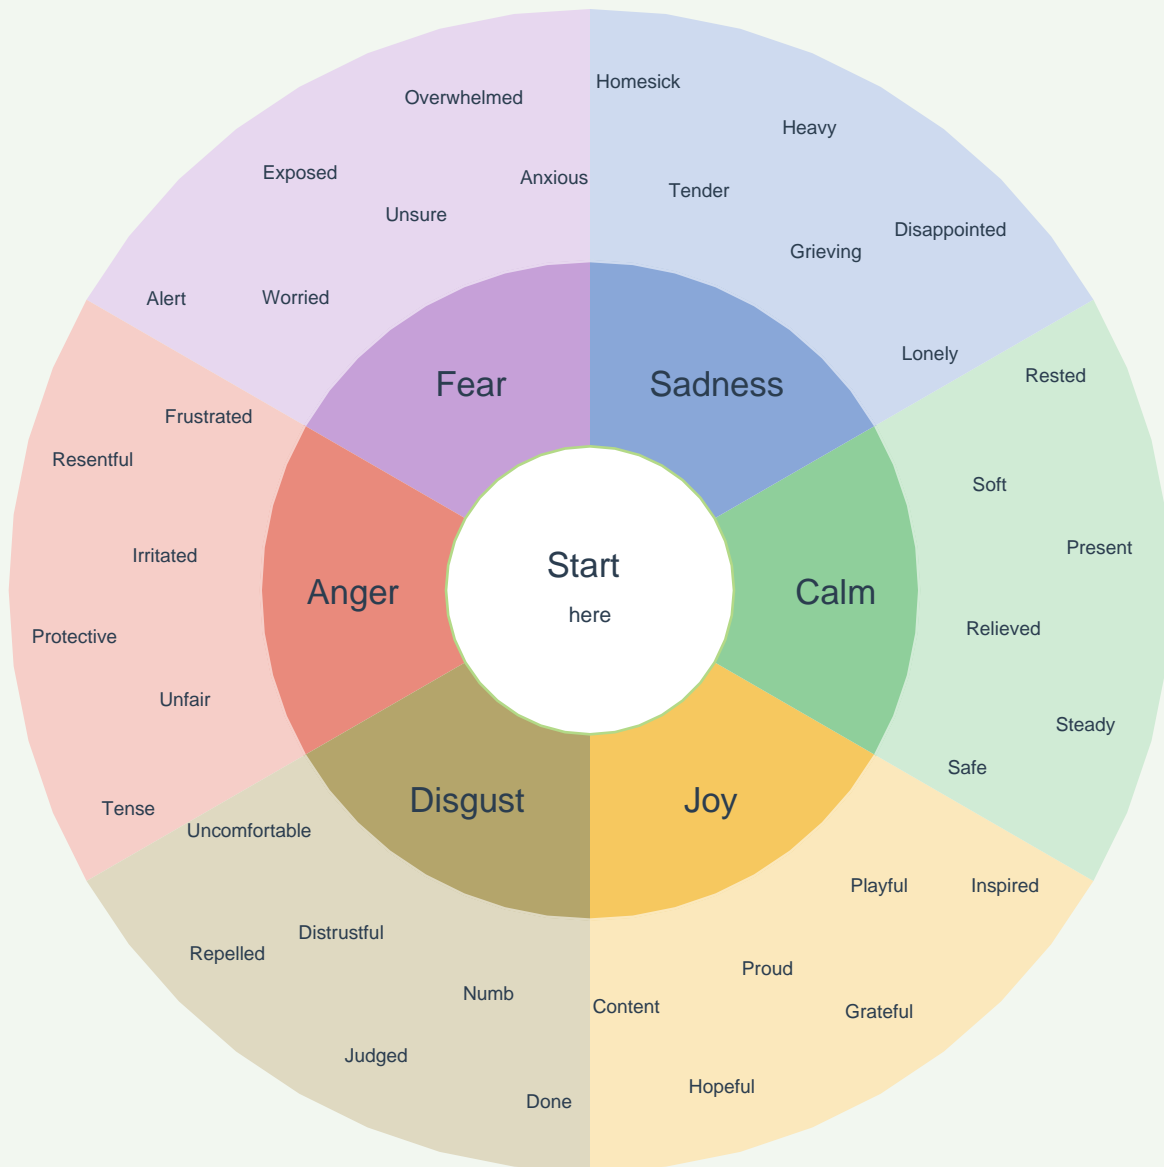 Homesick
Overwhelmed
Heavy
Exposed
Anxious
Tender
Unsure
Disappointed
Grieving
Alert
Worried
Lonely
Rested
Fear
Sadness
Frustrated
Resentful
Soft
Irritated
Present
Start
Anger
Calm
here
Protective
Relieved
Unfair
Steady
Safe
Tense
Disgust
Joy
Uncomfortable
Playful
Inspired
Distrustful
Repelled
Proud
Numb
Content
Grateful
Judged
Hopeful
Done